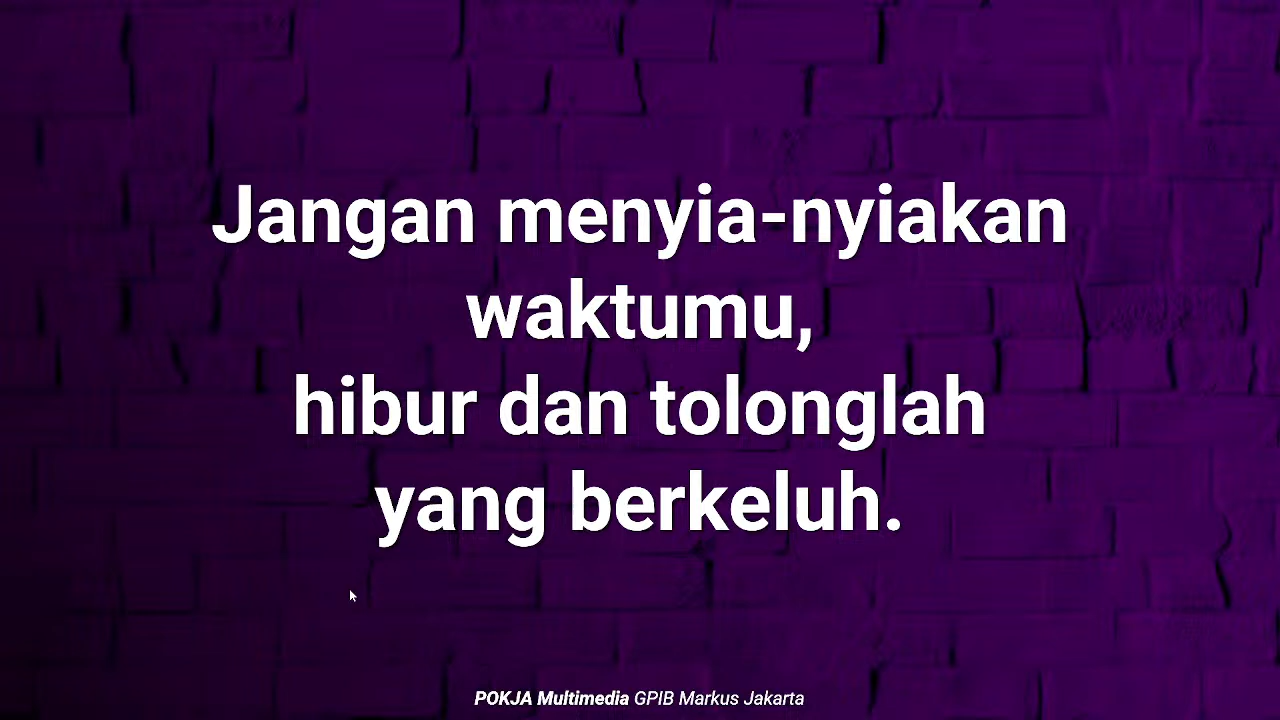 Jangan menyia-nyiakan
waktumu,
hibur dan tolonglah
yang berkeluh.
POKJA Multimedia GPIB Markus Jakarta